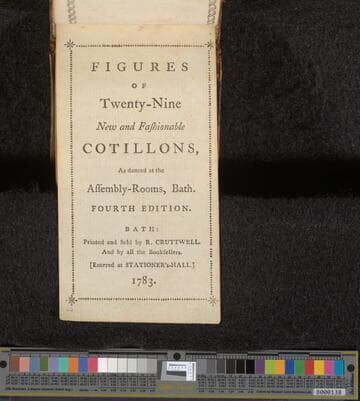 FIGURES
OF
Twenty-Nine
New and Faſhionable
COTILLONS,
As danced at the
Aſſembly-Rooms, Bath.
FOURTH EDITION.
BATH:
Printed and ſold by R. CRUTTWELL.
And by all the Bookſellers.
[Entered at STATIONER's-HALL.]
1783.